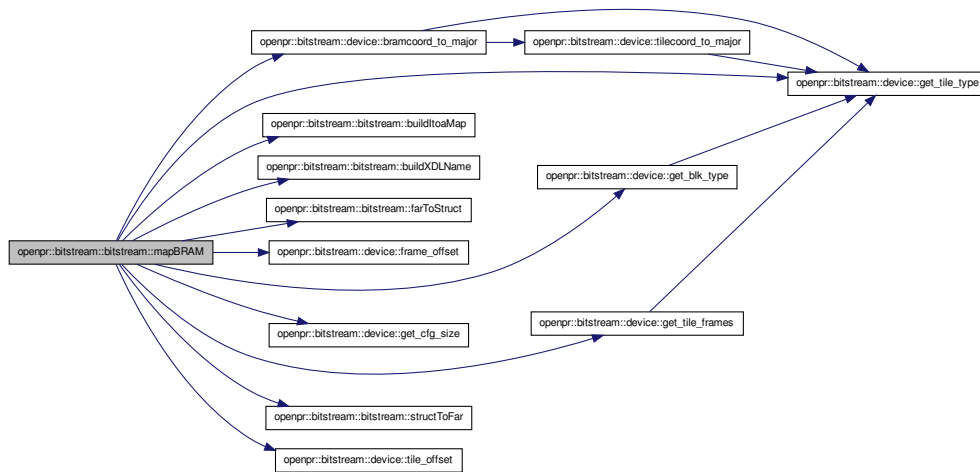 openpr::bitstream::device::bramcoord_to_major
openpr::bitstream::device::tilecoord_to_major
openpr::bitstream::device::get_tile_type
openpr::bitstream::bitstream::buildItoaMap
openpr::bitstream::bitstream::buildXDLName
openpr::bitstream::device::get_blk_type
openpr::bitstream::bitstream::farToStruct
openpr::bitstream::bitstream::mapBRAM
openpr::bitstream::device::frame_offset
openpr::bitstream::device::get_tile_frames
openpr::bitstream::device::get_cfg_size
openpr::bitstream::bitstream::structToFar
openpr::bitstream::device::tile_offset